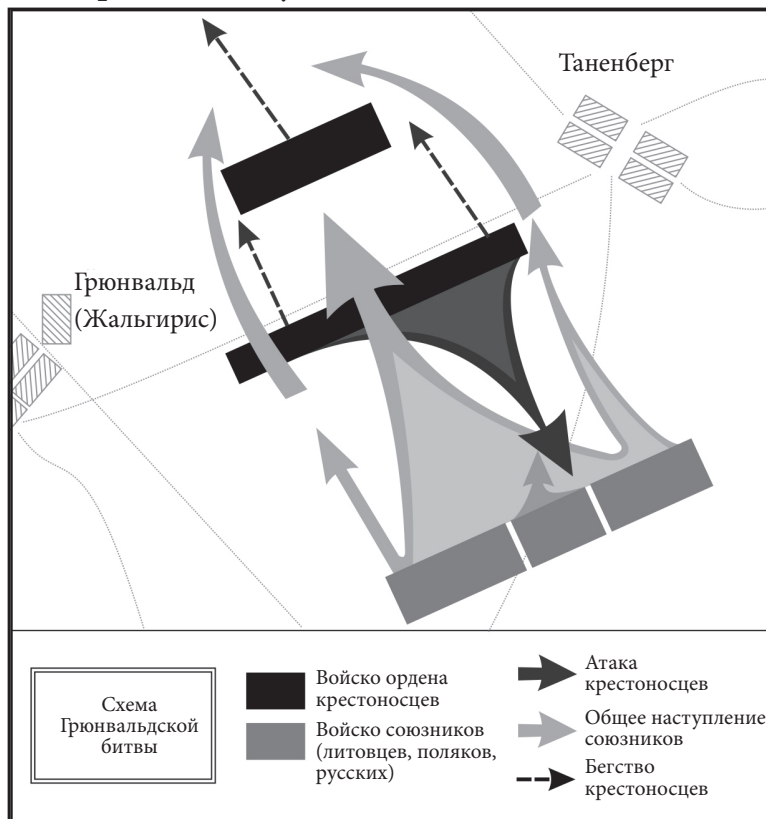 Таненберг
Грюнвальд
(Жальгирис)
Схема
Грюнвальдской
битвы
Войско ордена
крестоносцев
Войско союзников
(литовцев, поляков,
русских)
Атака
крестоносцев
Общее наступление
союзников
Бегство
крестоносцев